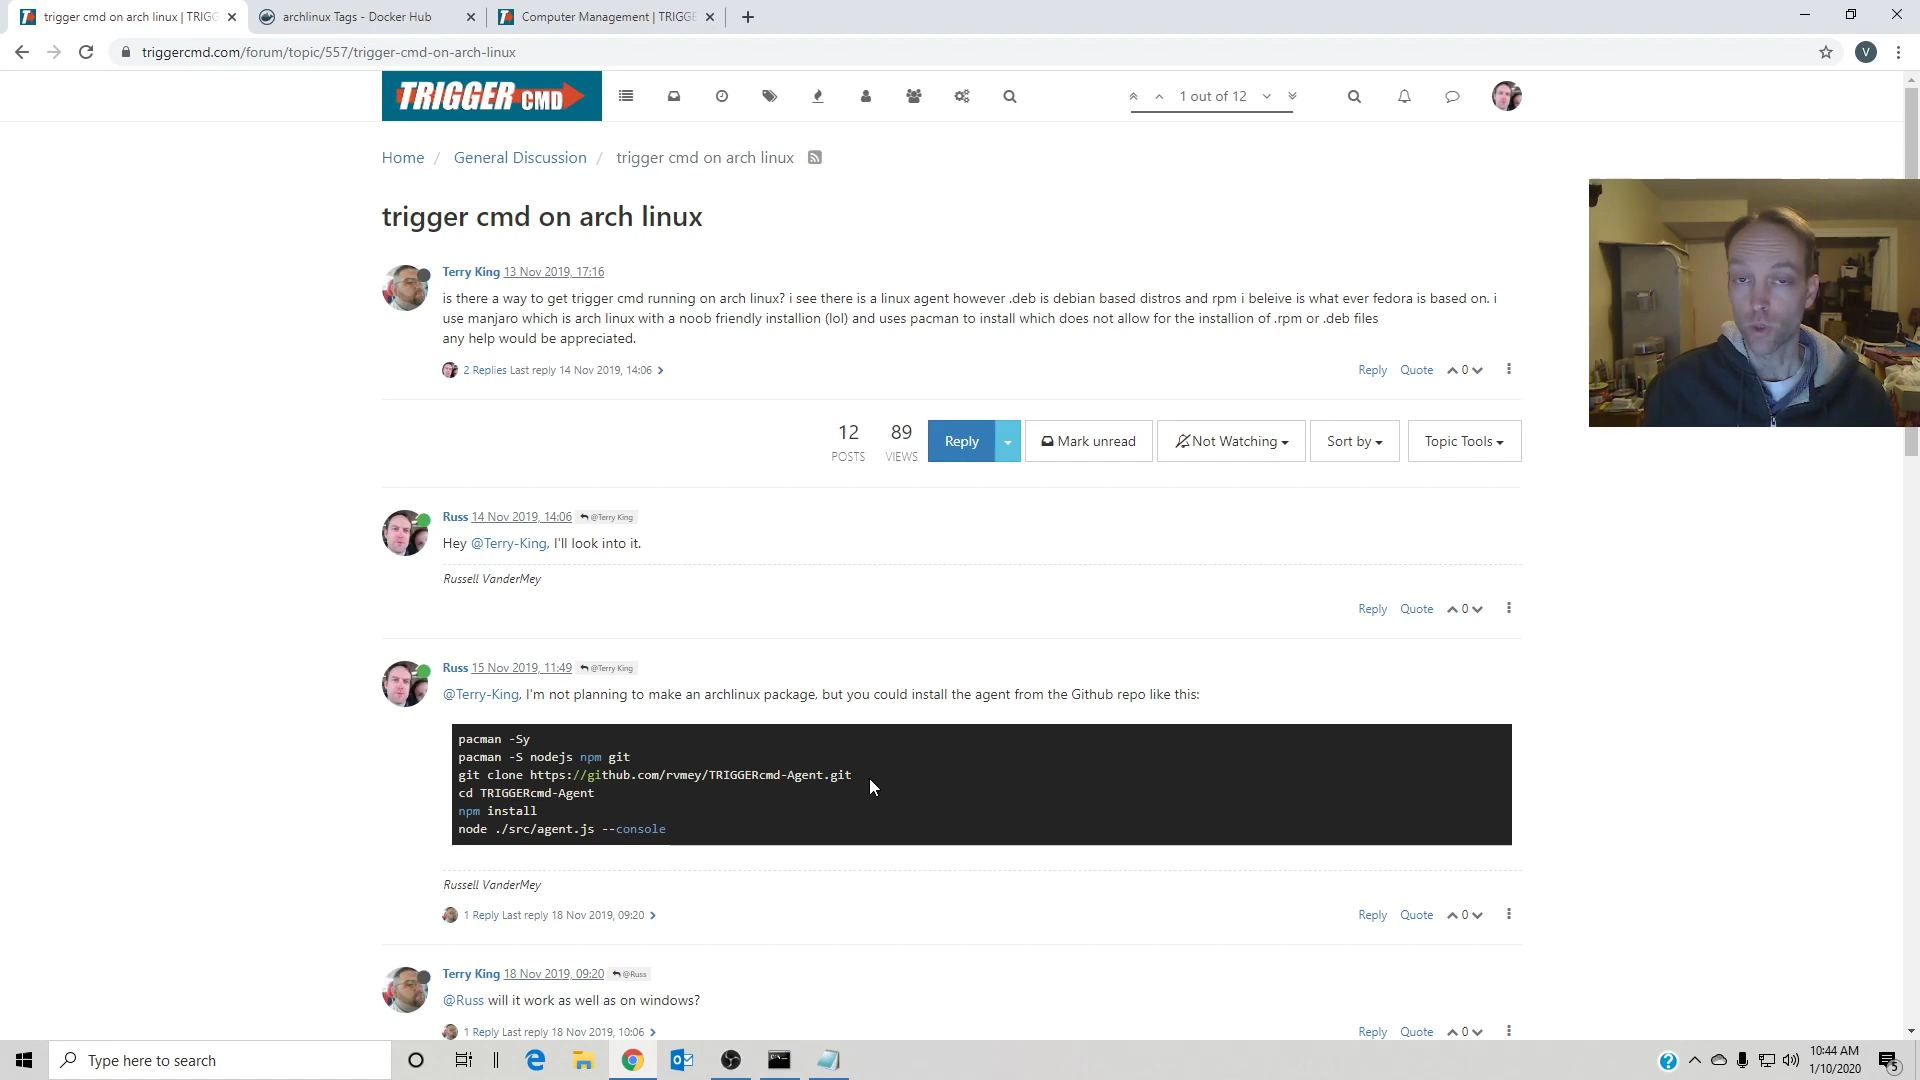 trigger cmd on arch linux | TRIGG
archlinux Tags - Docker Hub
Computer Management | TRIGGE
triggercmd.com/forum/topic/557/trigger-cmd-on-arch-linux
V
TRIGGER CMD
1 out of 12
Home / General Discussion / trigger cmd on arch linux
trigger cmd on arch linux
Terry King 13 Nov 2019, 17:16
is there a way to get trigger cmd running on arch linux? i see there is a linux agent however .deb is debian based distros and rpm i beleive is what ever fedora is based on. i
use manjaro which is arch linux with a noob friendly installion (lol) and uses pacman to install which does not allow for the installion of .rpm or .deb files
any help would be appreciated.
2 Replies Last reply 14 Nov 2019, 14:06
Reply Quote 0
12 POSTS
89 VIEWS
Reply
Mark unread
Not Watching
Sort by
Topic Tools
Russ 14 Nov 2019, 14:06 @Terry King
Hey @Terry-King, I'll look into it.
Russell VanderMey
Reply Quote 0
Russ 15 Nov 2019, 11:49 @Terry King
@Terry-King, I'm not planning to make an archlinux package, but you could install the agent from the Github repo like this:
pacman -Sy
pacman -S nodejs npm git
git clone https://github.com/rvmey/TRIGGERcmd-Agent.git
cd TRIGGERcmd-Agent
npm install
node ./src/agent.js --console
Russell VanderMey
1 Reply Last reply 18 Nov 2019, 09:20
Reply Quote 0
Terry King 18 Nov 2019, 09:20 @Russ
@Russ will it work as well as on windows?
1 Reply Last reply 18 Nov 2019, 10:06
Reply Quote 0
Type here to search
10:44 AM
1/10/2020
5